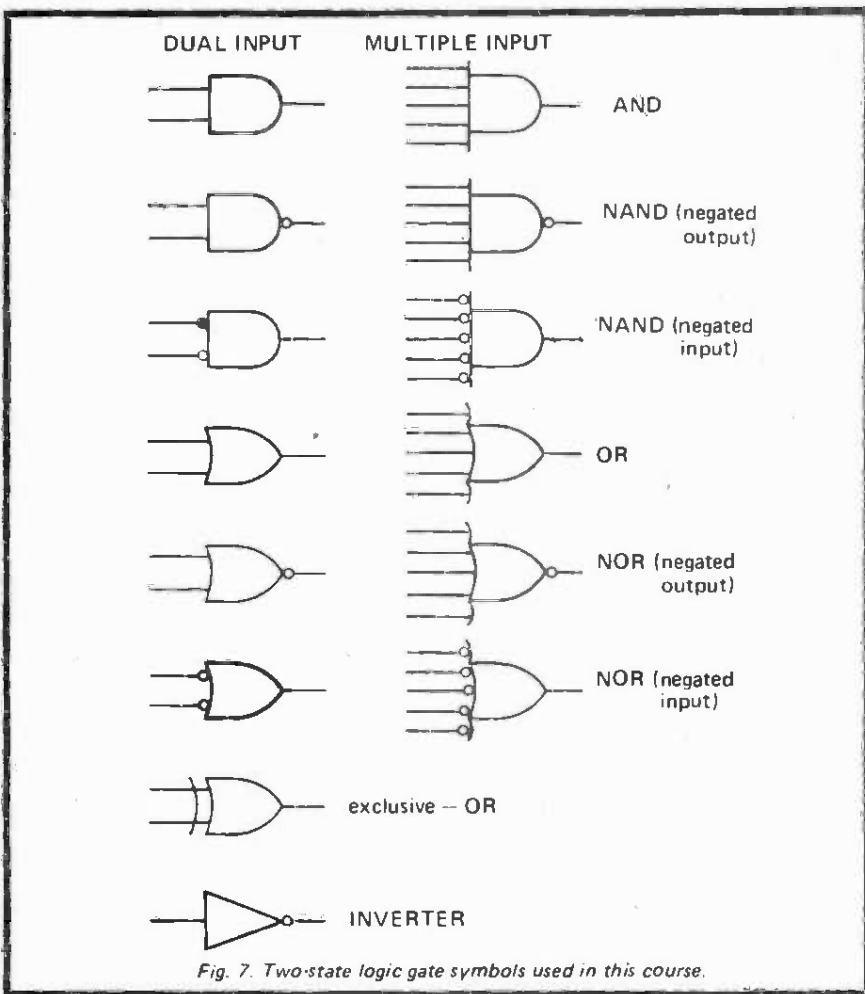 DUAL INPUT MULTIPLE INPUT
AND
NAND (negated
output)
NAND (negated
input)
OR
NOR (negated
output)
NOR (negated
input)
exclusive – OR
INVERTER
Fig. 7. Two-state logic gate symbols used in this course.